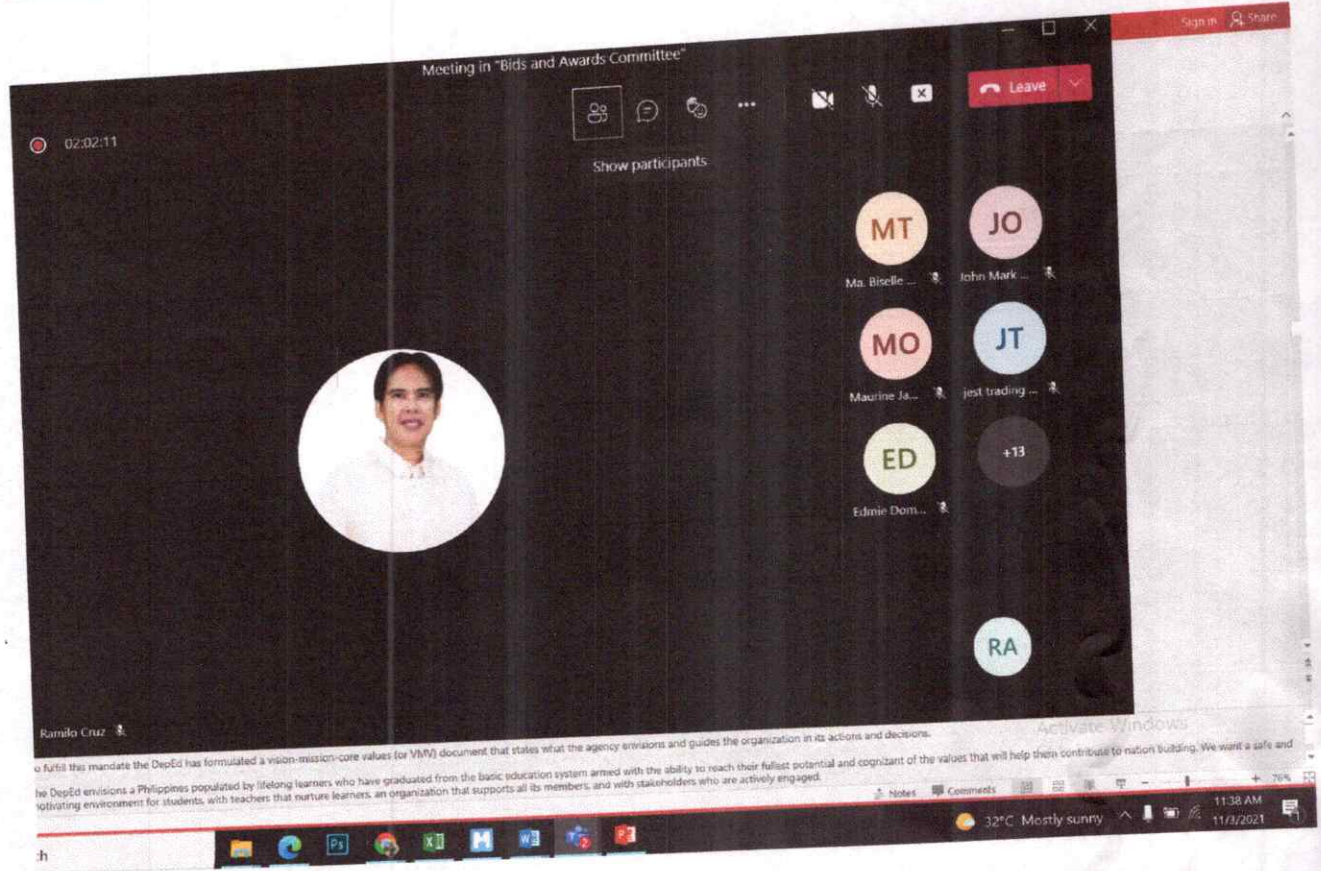 Sign in Share
Meeting in "Bids and Awards Committee"
Leave
02:02:11
Show participants
MT
JO
Ma. Biselle ...
John Mark ...
MO
JT
Maurine Ja...
jest trading ...
ED
+13
Edmie Dom...
RA
Ramilo Cruz
Activate Windows
o fulfill this mandate the DepEd has formulated a vision-mission-core values (or VMV) document that states what the agency envisions and guides the organization in its actions and decisions.
he DepEd envisions a Philippines populated by lifelong learners who have graduated from the basic education system armed with the ability to reach their fullest potential and cognizant of the values that will help them contribute to nation building. We want a safe and
notivating environment for students, with teachers that nurture learners, an organization that supports all its members, and with stakeholders who are actively engaged.
Notes Comments 76%
32°C Mostly sunny 11:38 AM
11/3/2021
:h